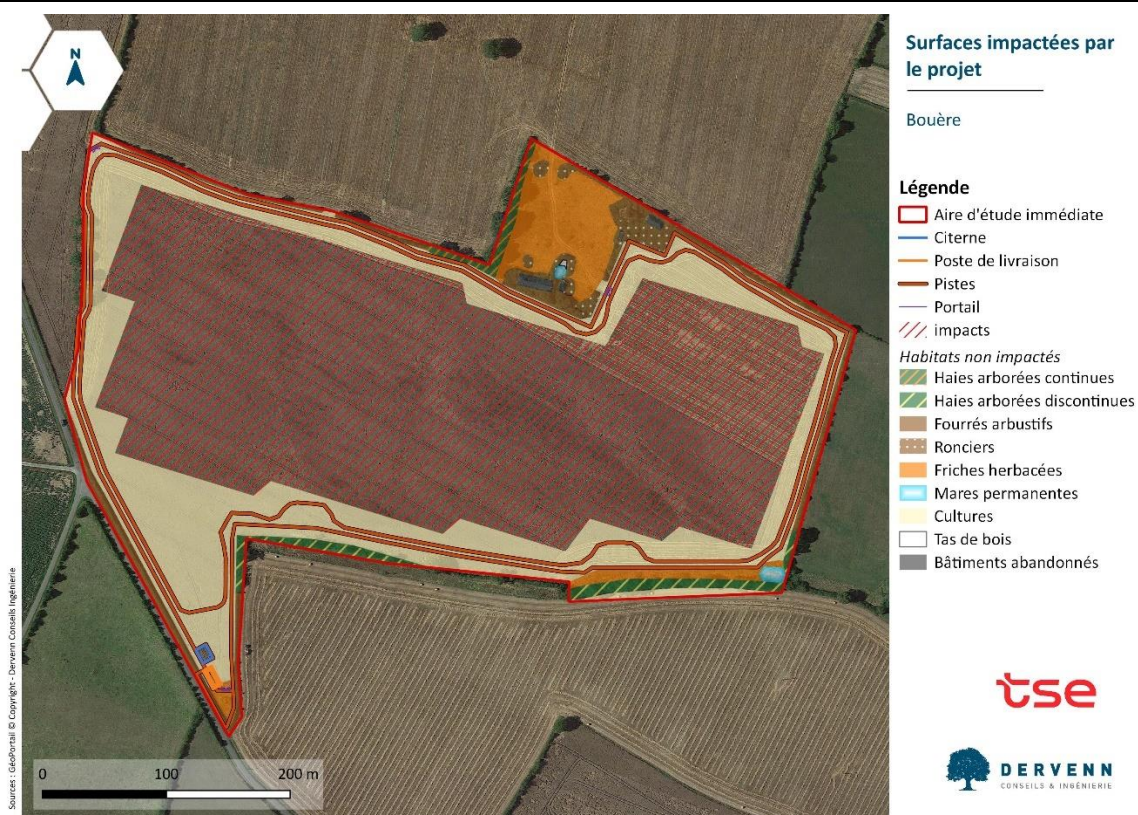 N
Surfaces impactées par
le projet
Bouère
Légende
Aire d'étude immédiate
Citerne
Poste de livraison
Pistes
Portail
impacts
Habitats non impactés
Haies arborées continues
Haies arborées discontinues
Fourrés arbustifs
Ronciers
Friches herbacées
Mares permanentes
Cultures
Tas de bois
Bâtiments abandonnés
tse
DERVENN
CONSEILS & INGÉNIERIE
0 100 200 m
Sources : GéoPortail © Copyright - Dervenn Conseils Ingénierie